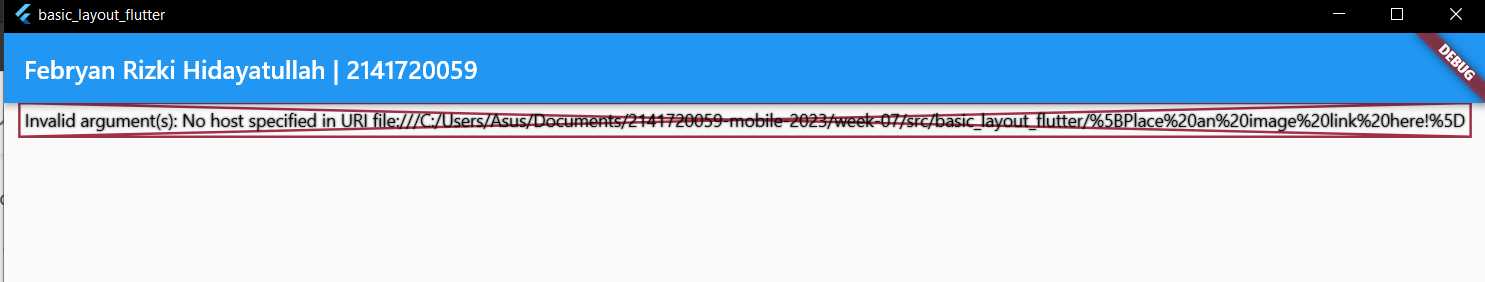 basic_layout_flutter
Febryan Rizki Hidayatullah | 2141720059
DEBUG
Invalid argument(s): No host specified in URI file:///C:/Users/Asus/Documents/2141720059-mobile-2023/week-07/src/basic_layout_flutter/%5BPlace%20an%20image%20link%20here!%5D